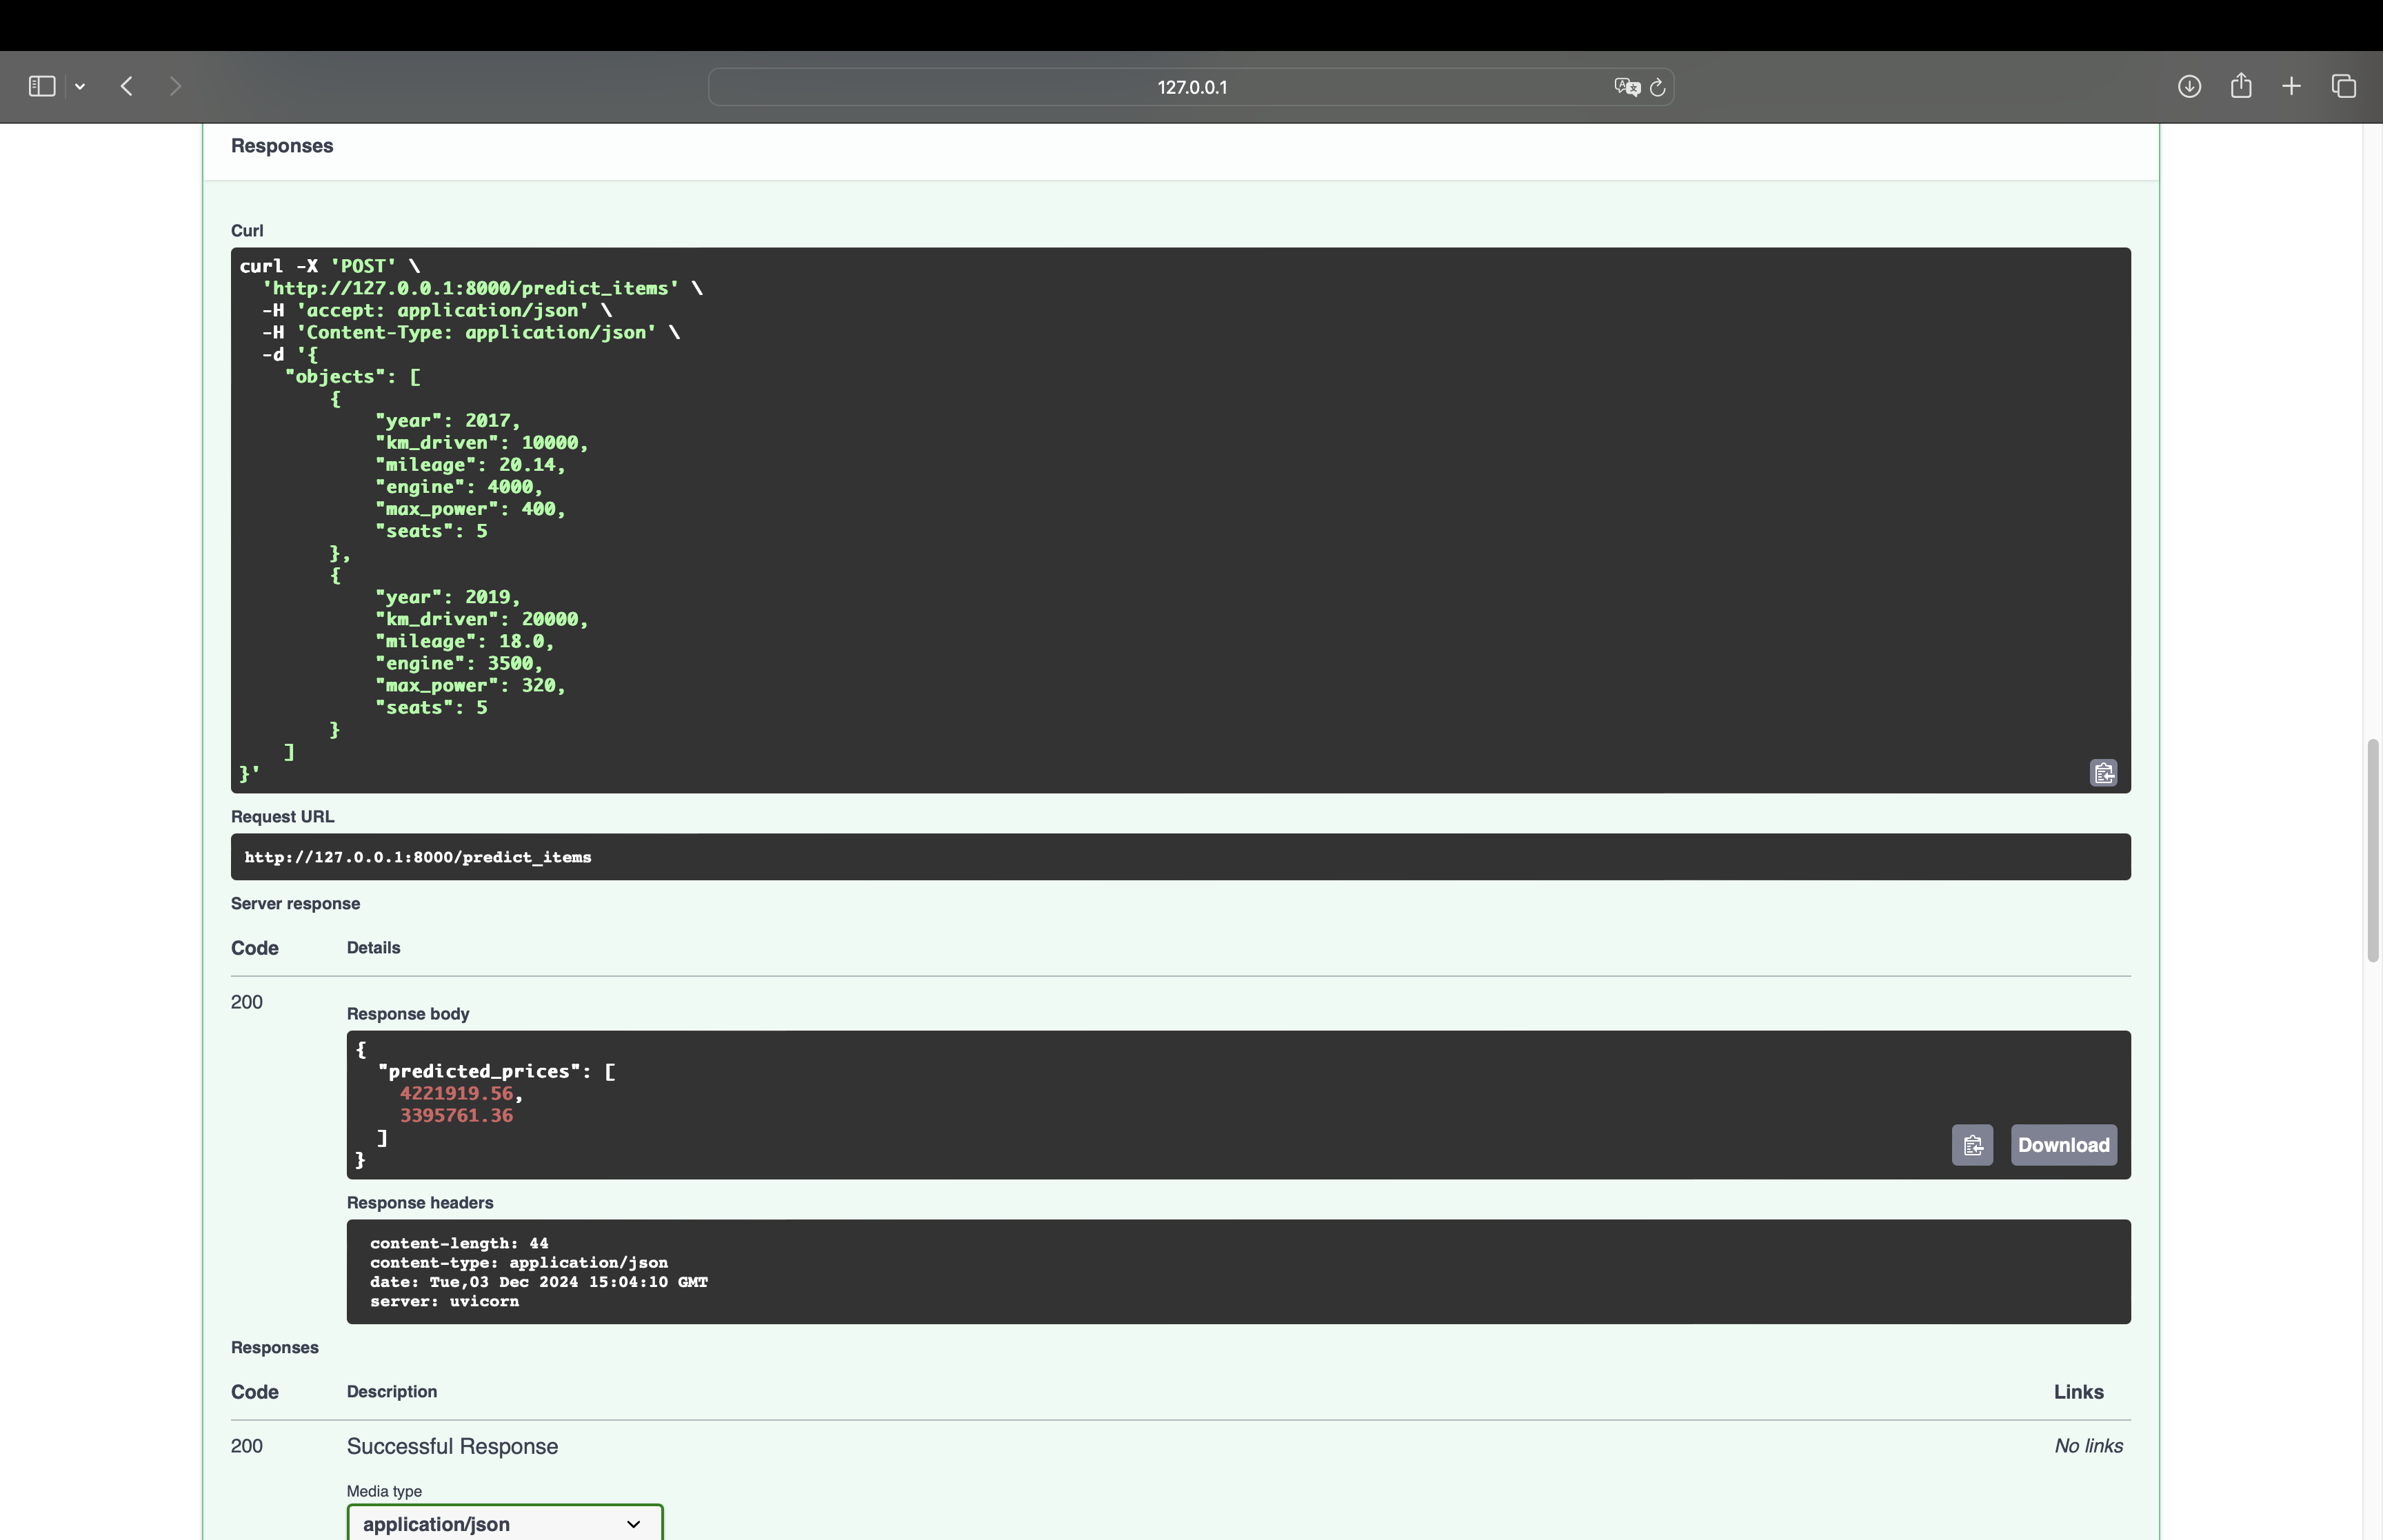 127.0.0.1
Responses
Curl
curl -X 'POST' \
  'http://127.0.0.1:8000/predict_items' \
  -H 'accept: application/json' \
  -H 'Content-Type: application/json' \
  -d '{
    "objects": [
        {
            "year": 2017,
            "km_driven": 10000,
            "mileage": 20.14,
            "engine": 4000,
            "max_power": 400,
            "seats": 5
        },
        {
            "year": 2019,
            "km_driven": 20000,
            "mileage": 18.0,
            "engine": 3500,
            "max_power": 320,
            "seats": 5
        }
    ]
}'
Request URL
http://127.0.0.1:8000/predict_items
Server response
Code Details
200
Response body
{
  "predicted_prices": [
    4221919.56,
    3395761.36
  ]
}
Download
Response headers
content-length: 44
content-type: application/json
date: Tue,03 Dec 2024 15:04:10 GMT
server: uvicorn
Responses
Code Description Links
200 Successful Response No links
Media type
application/json